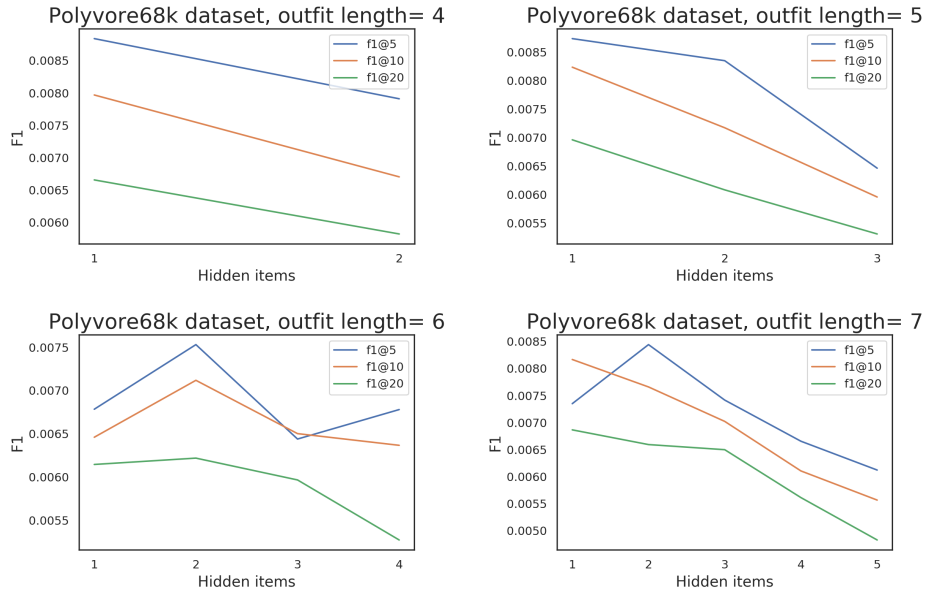 Polyvore68k dataset, outfit length= 4
0.0085
0.0080
0.0075
0.0070
0.0065
0.0060
F1
f1@5
f1@10
f1@20
1 2
Hidden items
Polyvore68k dataset, outfit length= 5
0.0085
0.0080
0.0075
0.0070
0.0065
0.0060
0.0055
F1
f1@5
f1@10
f1@20
1 2 3
Hidden items
Polyvore68k dataset, outfit length= 6
0.0075
0.0070
0.0065
0.0060
0.0055
F1
f1@5
f1@10
f1@20
1 2 3 4
Hidden items
Polyvore68k dataset, outfit length= 7
0.0085
0.0080
0.0075
0.0070
0.0065
0.0060
0.0055
0.0050
F1
f1@5
f1@10
f1@20
1 2 3 4 5
Hidden items